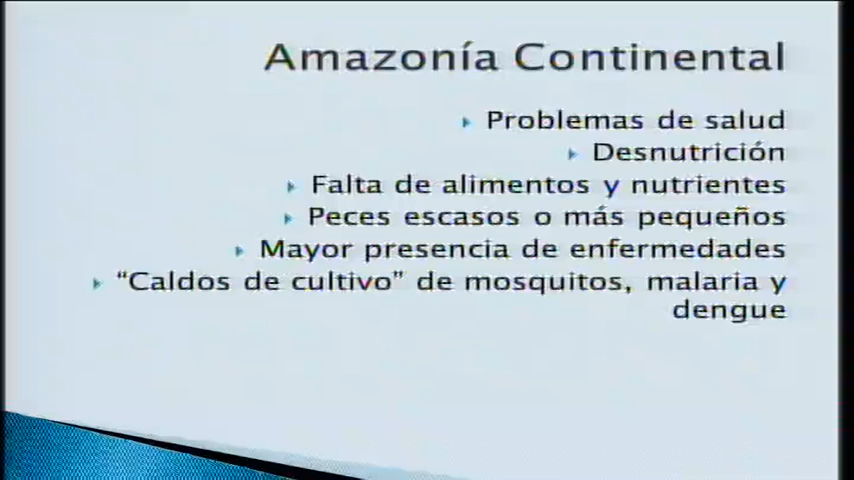 Amazonía Continental
Problemas de salud
Desnutrición
Falta de alimentos y nutrientes
Peces escasos o más pequeños
Mayor presencia de enfermedades
“Caldos de cultivo” de mosquitos, malaria y
dengue